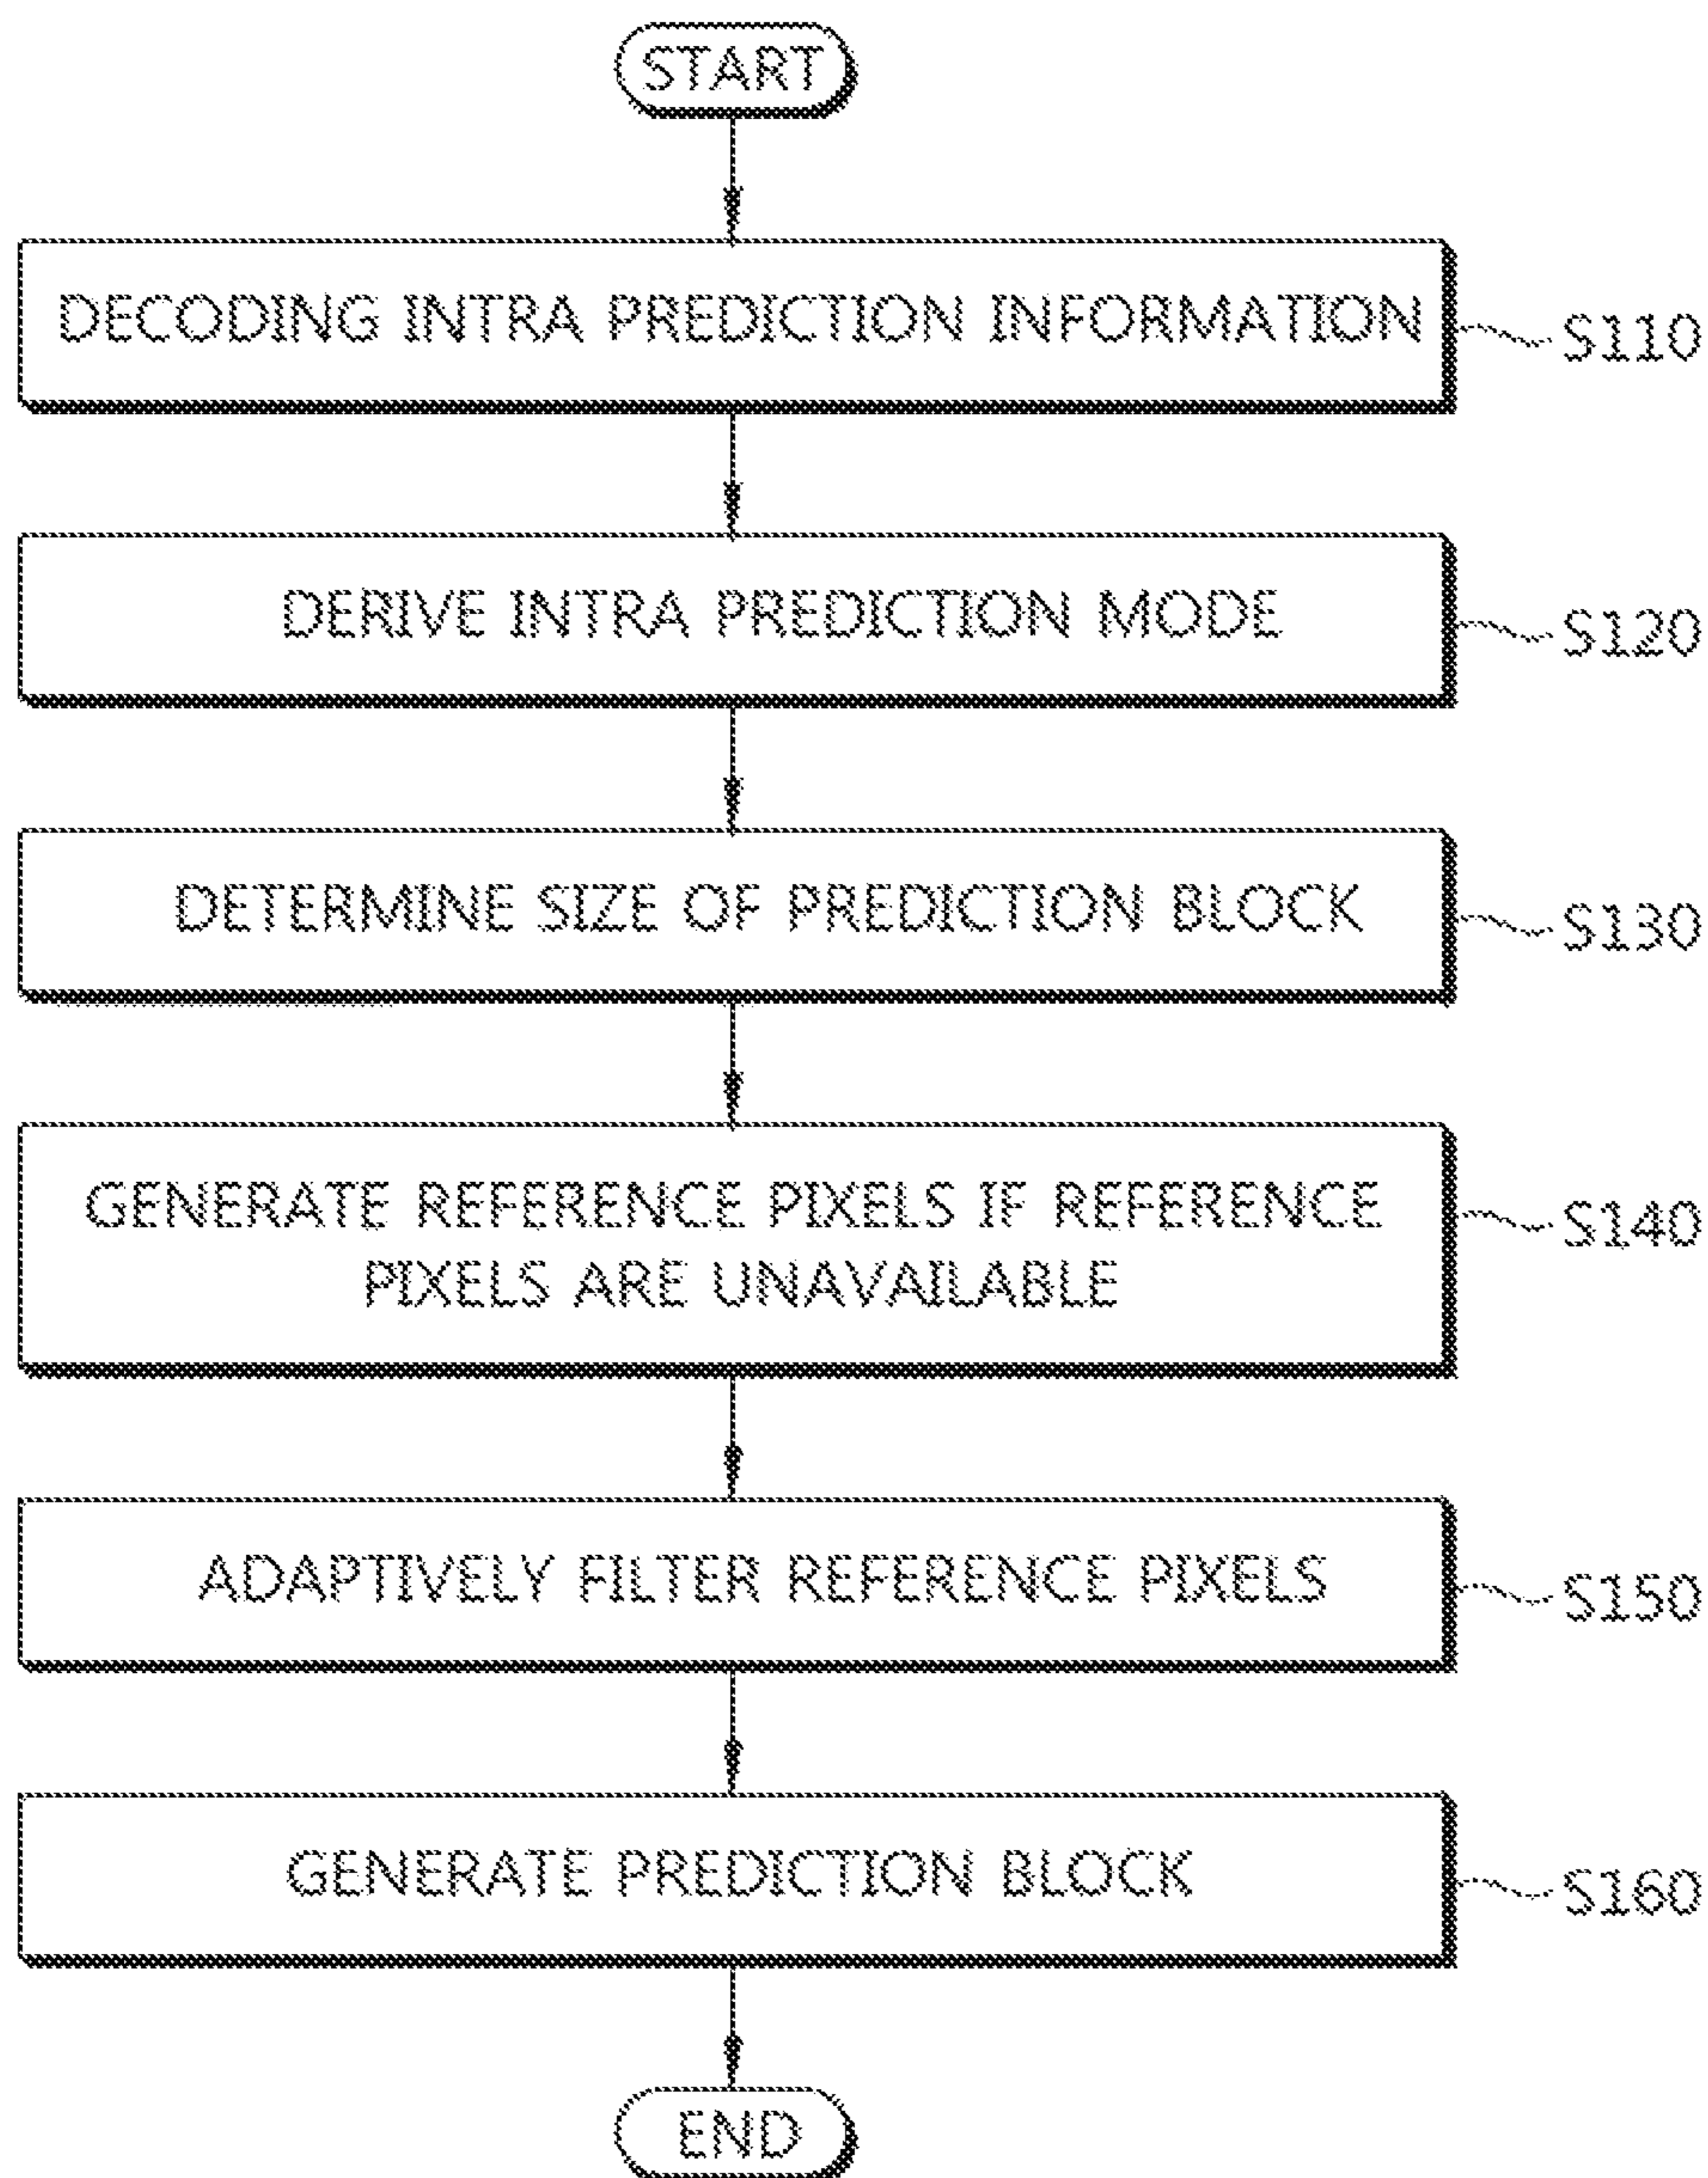 START
DECODING INTRA PREDICTION INFORMATION
S110
DERIVE INTRA PREDICTION MODE
S120
DETERMINE SIZE OF PREDICTION BLOCK
S130
GENERATE REFERENCE PIXELS IF REFERENCE
PIXELS ARE UNAVAILABLE
S140
ADAPTIVELY FILTER REFERENCE PIXELS
S150
GENERATE PREDICTION BLOCK
S160
END